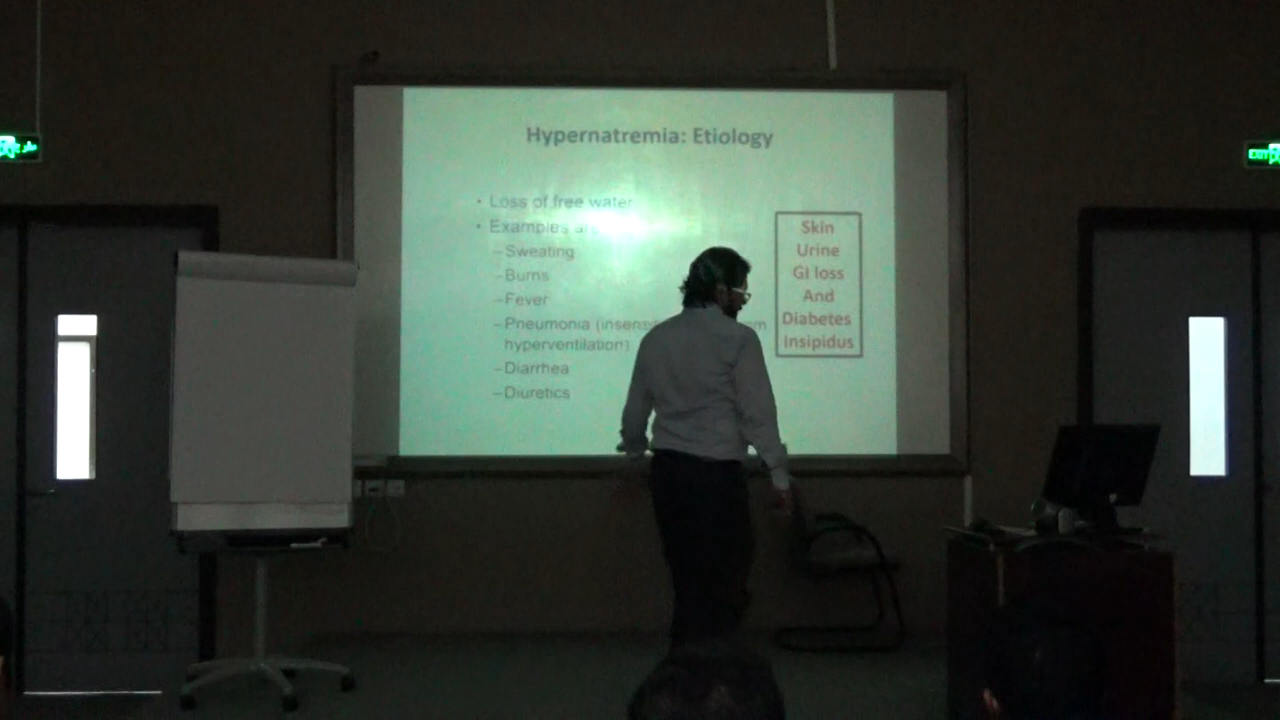 Hypernatremia: Etiology
• Loss of free water
• Examples
– Sweating
– Burns
– Fever
– Pneumonia
hyperventilation)
– Diarrhea
– Diuretics
Skin
Urine
GI loss
And
Diabetes
Insipidus
EXIT